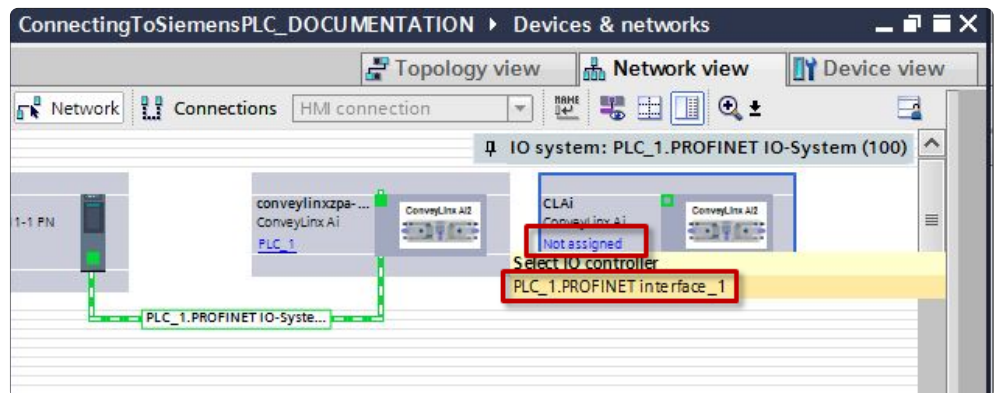 ConnectingToSiemensPLC_DOCUMENTATION ▸ Devices & networks
Topology view Network view Device view
Network Connections HMI connection
IO system: PLC_1.PROFINET IO-System (100)
1-1 PN
conveylinxzpa-...
ConveyLinx Ai
PLC_1
ConveyLinx Ai2
CLAi
ConveyLinx Ai
Not assigned
ConveyLinx Ai2
Select IO controller
PLC_1.PROFINET interface_1
PLC_1.PROFINET IO-Syste...